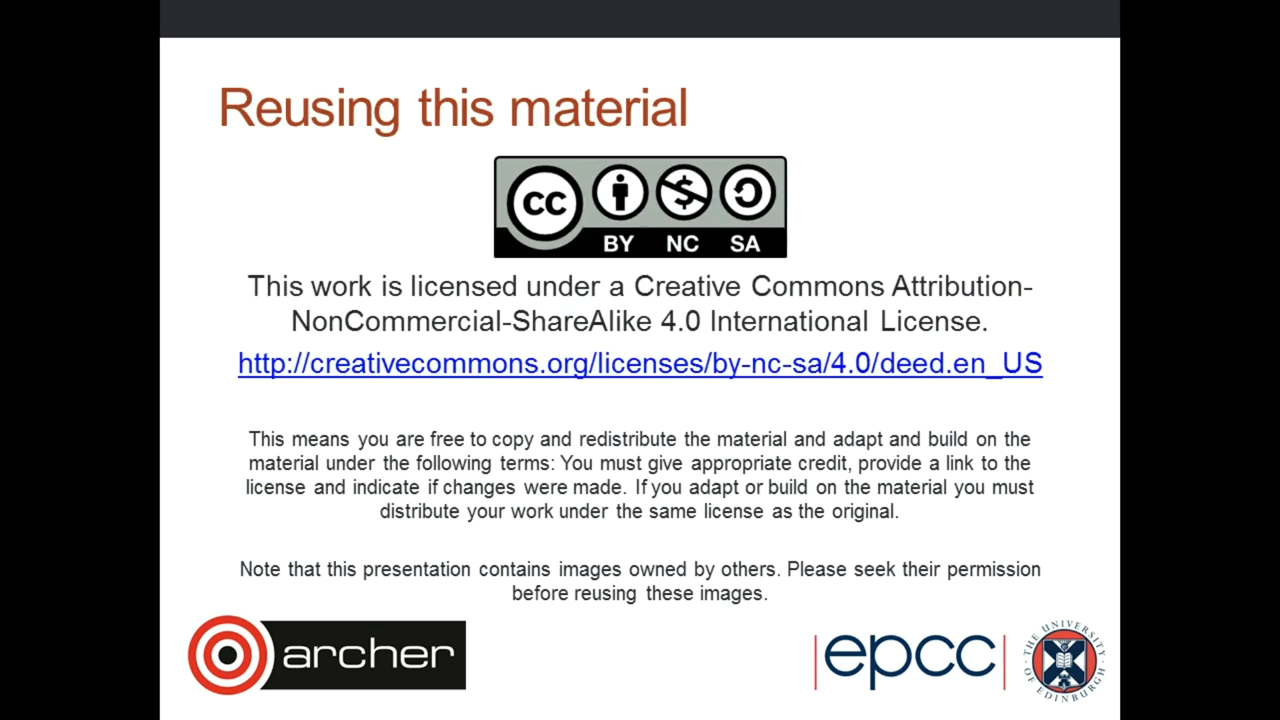 Reusing this material
CC
BY NC SA
This work is licensed under a Creative Commons Attribution-
NonCommercial-ShareAlike 4.0 International License.
http://creativecommons.org/licenses/by-nc-sa/4.0/deed.en_US
This means you are free to copy and redistribute the material and adapt and build on the
material under the following terms: You must give appropriate credit, provide a link to the
license and indicate if changes were made. If you adapt or build on the material you must
distribute your work under the same license as the original.
Note that this presentation contains images owned by others. Please seek their permission
before reusing these images.
archer
epcc
THE UNIVERSITY OF EDINBURGH